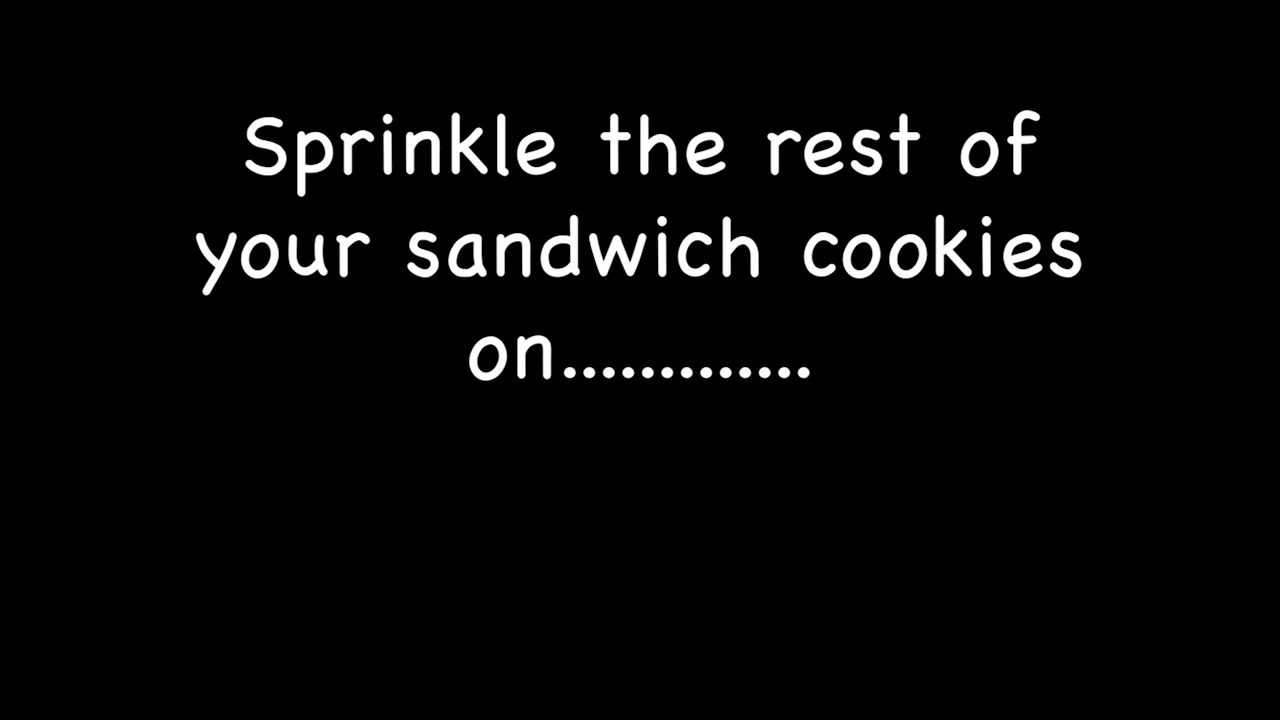 Sprinkle the rest of
your sandwich cookies
on.............